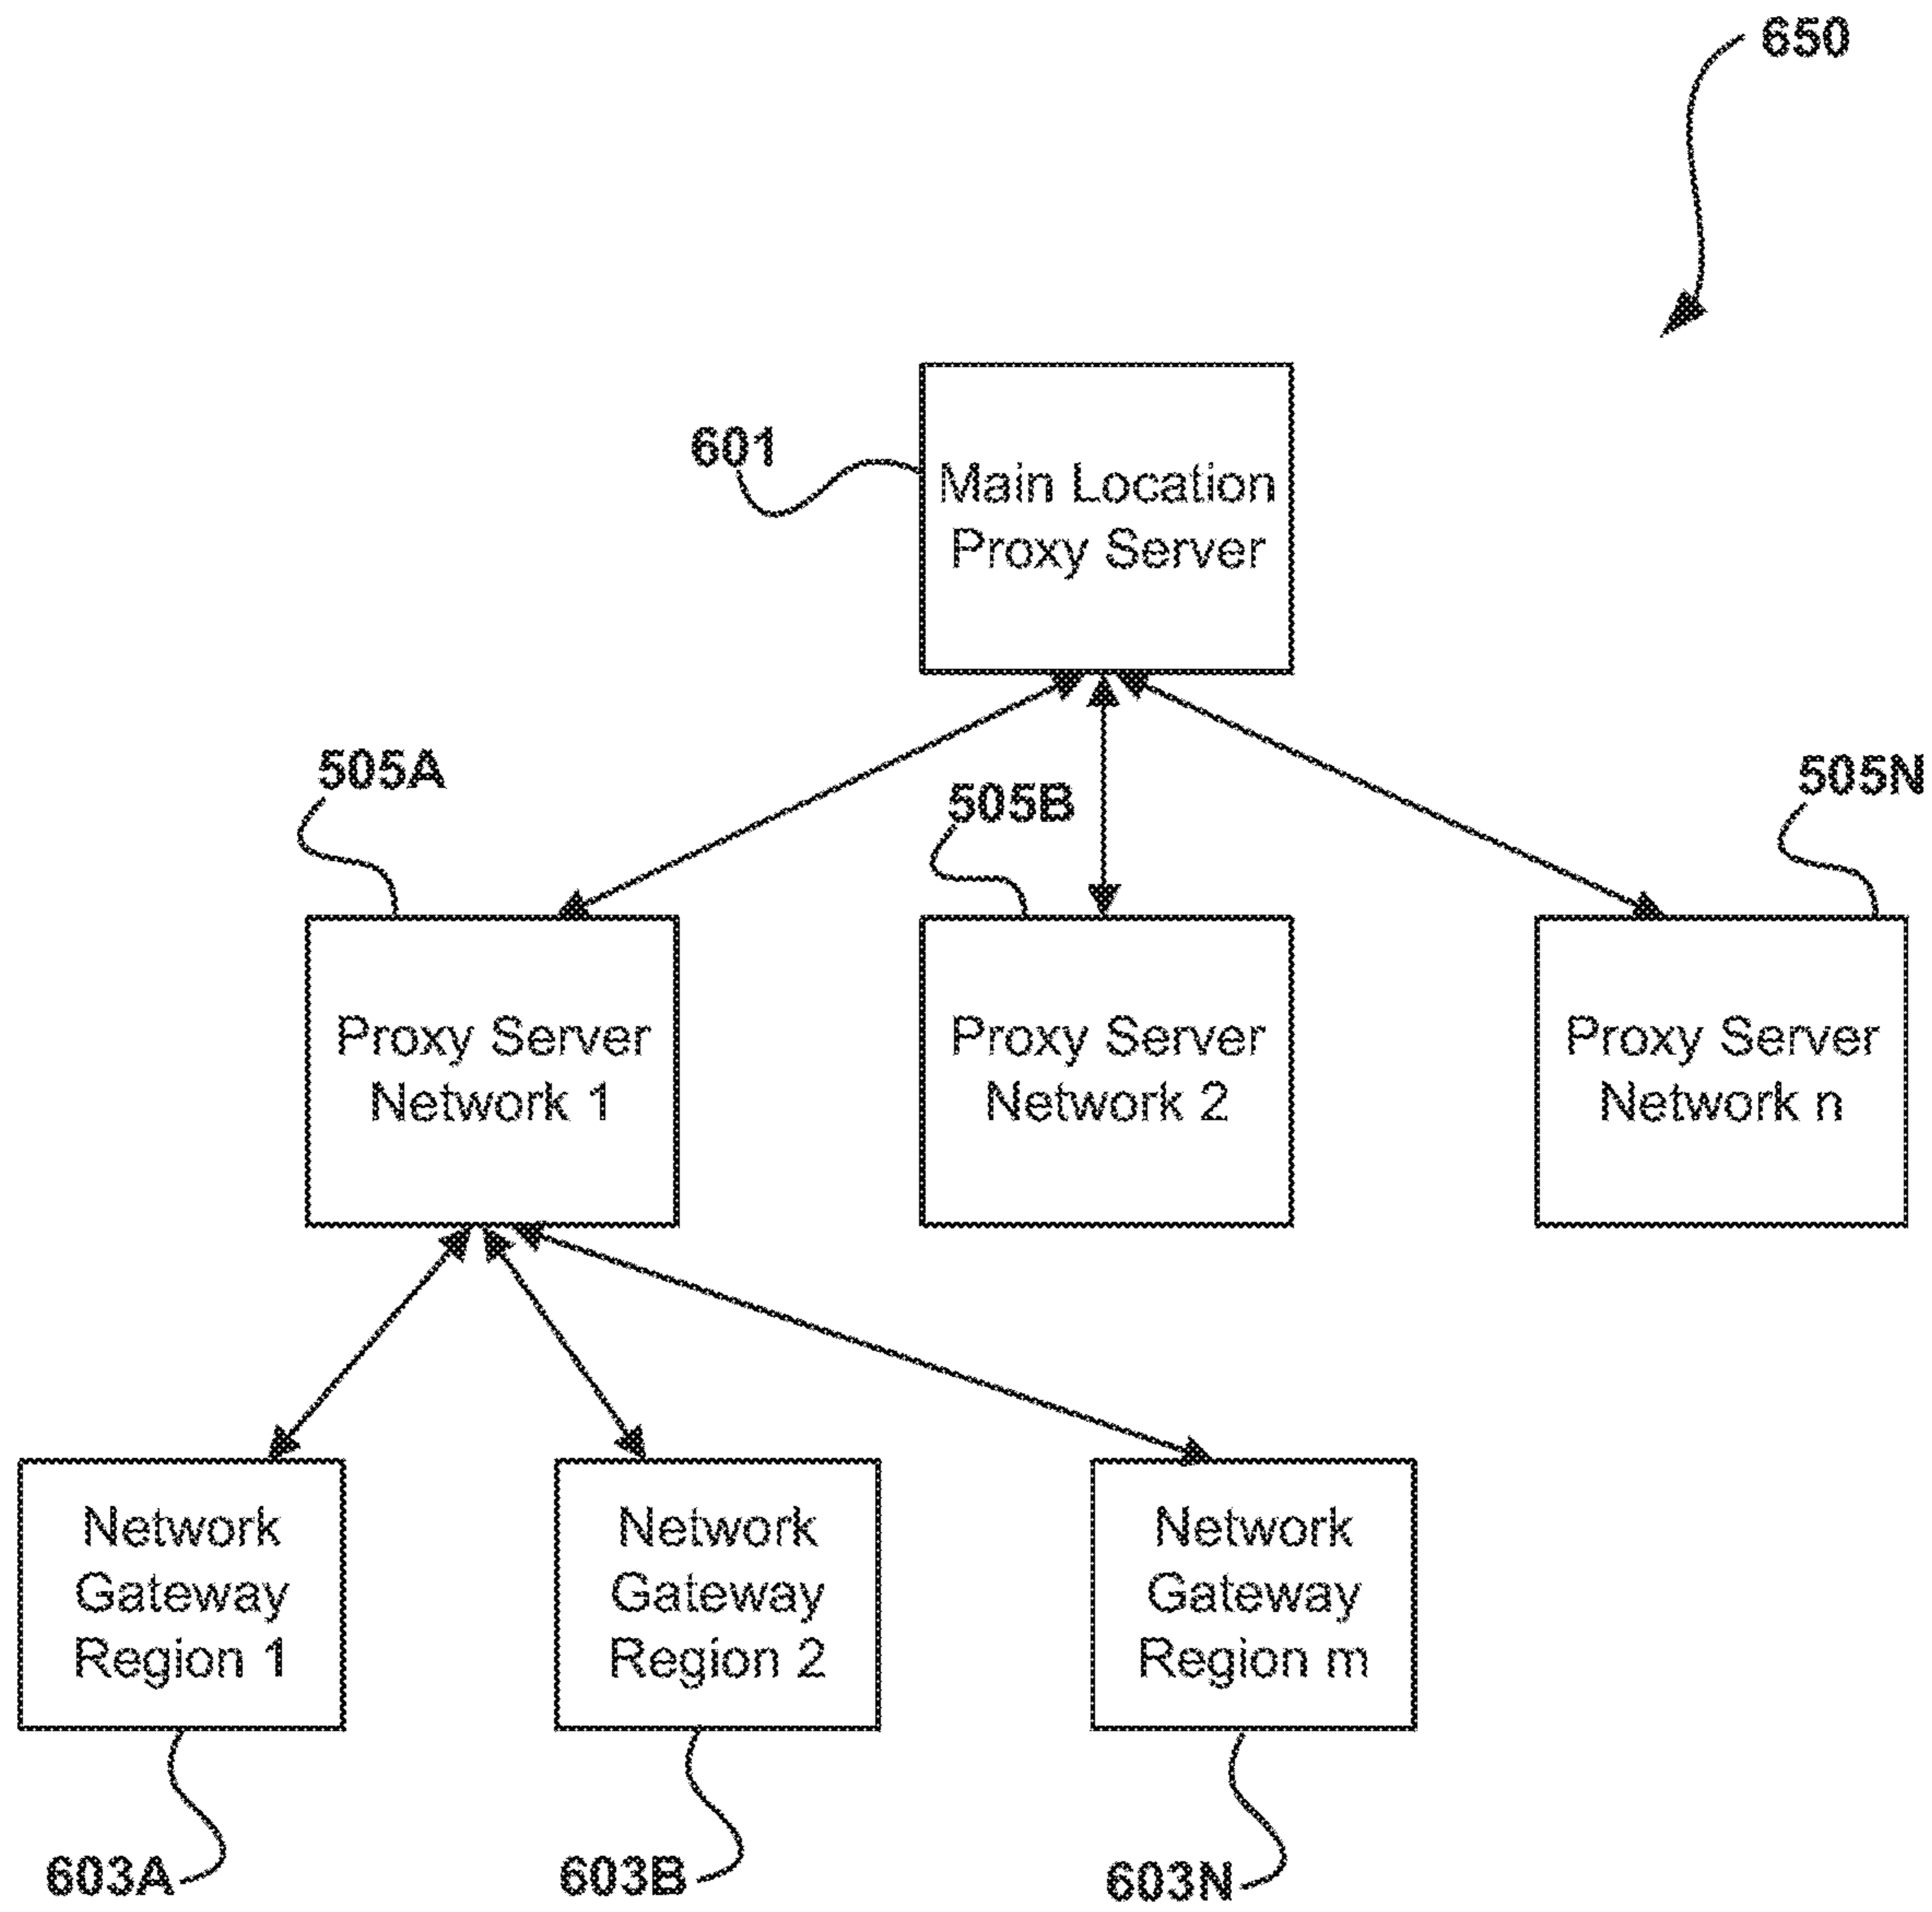 650
601
Main Location
Proxy Server
505A
505B
505N
Proxy Server
Network 1
Proxy Server
Network 2
Proxy Server
Network n
Network
Gateway
Region 1
Network
Gateway
Region 2
Network
Gateway
Region m
603A
603B
603N